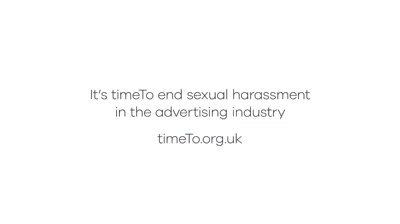 It's timeTo end sexual harassment
in the advertising industry
timeTo.org.uk